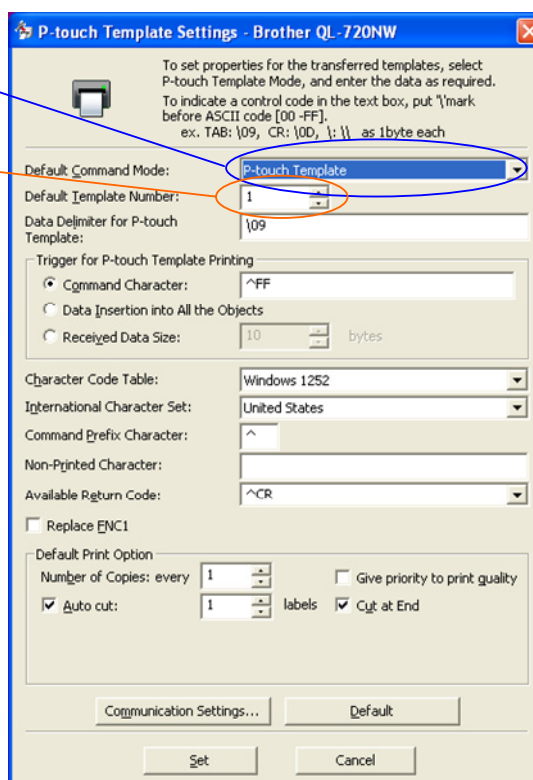 P-touch Template Settings - Brother QL-720NW
To set properties for the transferred templates, select
P-touch Template Mode, and enter the data as required.
To indicate a control code in the text box, put "\"mark
before ASCII code [00 -FF].
ex. TAB: \09, CR: \0D, \: \\ as 1byte each
Default Command Mode: P-touch Template
Default Template Number: 1
Data Delimiter for P-touch
Template: \09
Trigger for P-touch Template Printing
Command Character: ^FF
Data Insertion into All the Objects
Received Data Size: 10 bytes
Character Code Table: Windows 1252
International Character Set: United States
Command Prefix Character: ^
Non-Printed Character:
Available Return Code: ^CR
Replace FNC1
Default Print Option
Number of Copies: every 1 Give priority to print quality
Auto cut: 1 labels Cut at End
Communication Settings... Default
Set Cancel